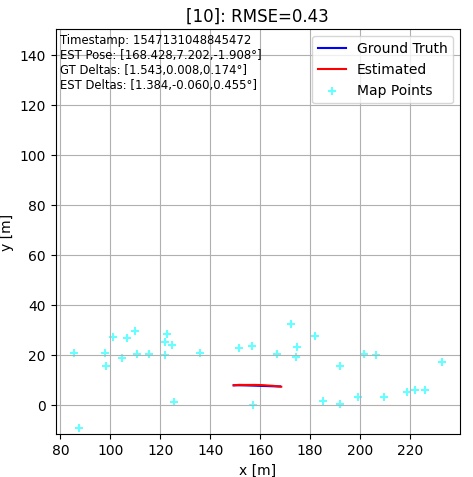 [10]: RMSE=0.43
Timestamp: 1547131048845472
EST Pose: [168.428,7.202,-1.908°]
GT Deltas: [1.543,0.008,0.174°]
EST Deltas: [1.384,-0.060,0.455°]
Ground Truth
Estimated
Map Points
140
120
100
80
60
40
20
0
y [m]
80 100 120 140 160 180 200 220
x [m]